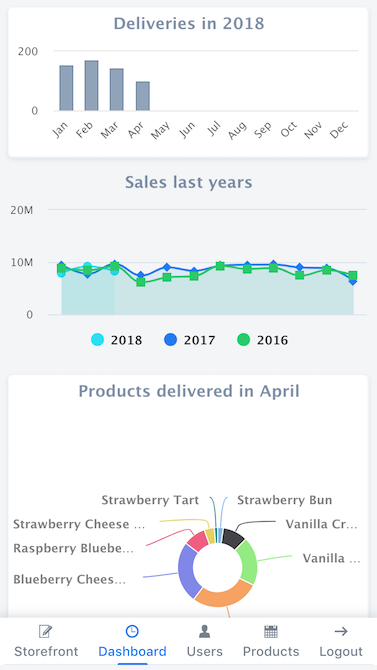 Deliveries in 2018
200
0
Jan Feb Mar Apr May Jun Jul Aug Sep Oct Nov Dec
Sales last years
20M
10M
0
2018 2017 2016
Products delivered in April
Strawberry Tart Strawberry Bun
Strawberry Cheese ... Vanilla Cr...
Raspberry Bluebe... Vanilla ...
Blueberry Chees...
Storefront Dashboard Users Products Logout